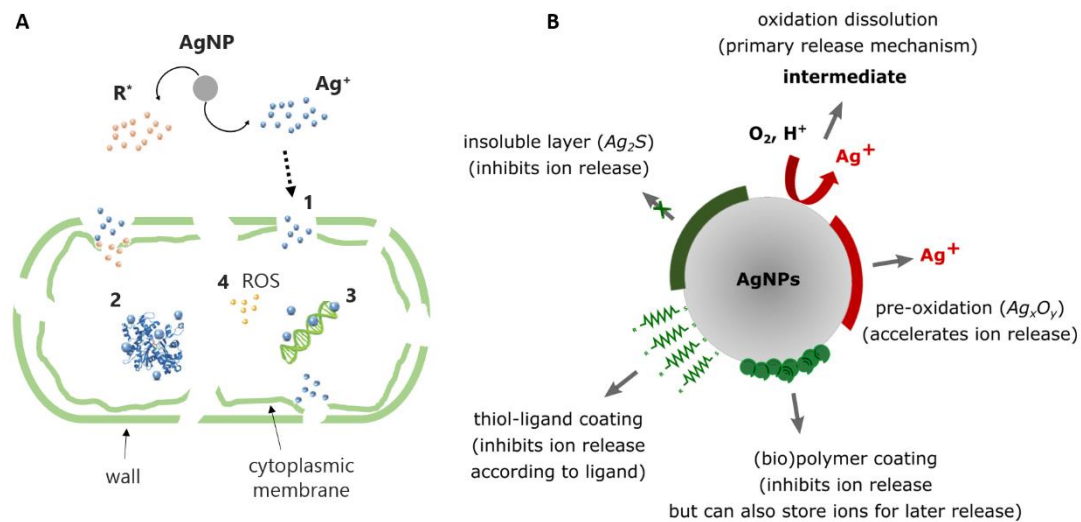 A
AgNP
R*
Ag+
1
2
4 ROS
3
wall
cytoplasmic
membrane
B
oxidation dissolution
(primary release mechanism)
intermediate
O₂, H⁺
Ag⁺
insoluble layer (Ag₂S)
(inhibits ion release)
AgNPs
Ag⁺
pre-oxidation (AgₓOᵧ)
(accelerates ion release)
thiol-ligand coating
(inhibits ion release
according to ligand)
(bio)polymer coating
(inhibits ion release
but can also store ions for later release)